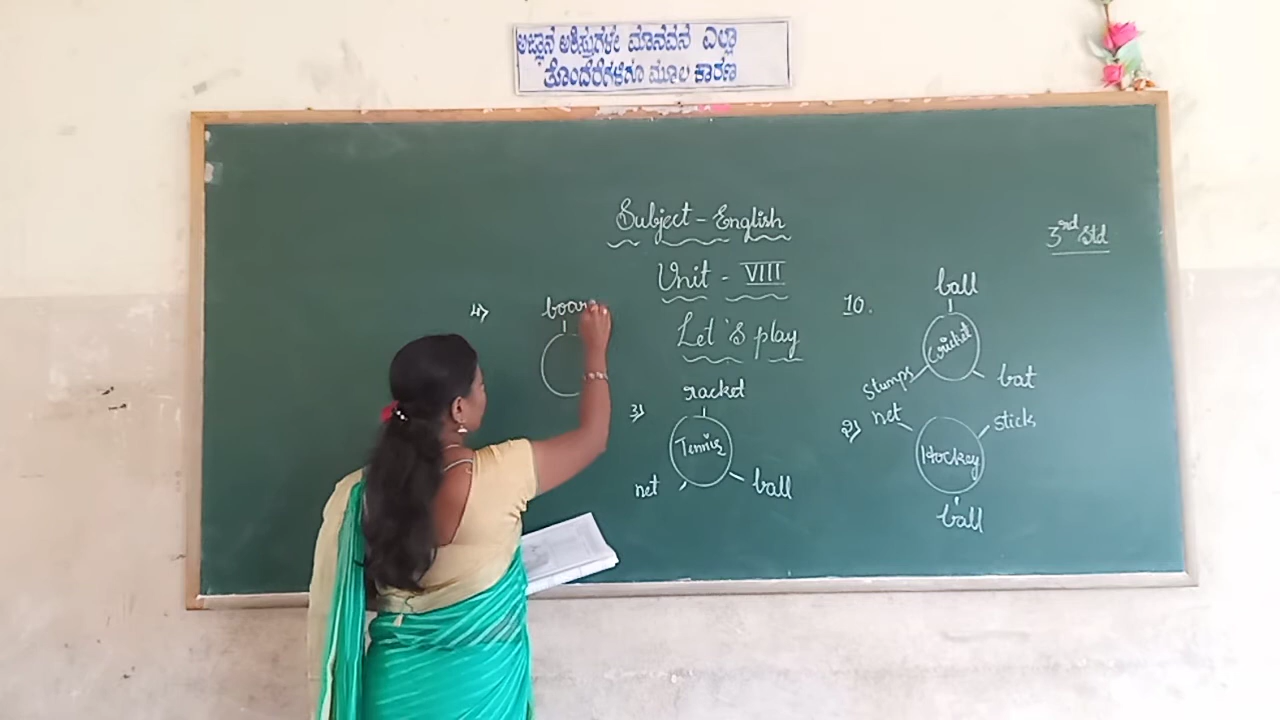 ಅಜ್ಞಾನ ಅಶಿಸ್ತುಗಳೇ ಮಾನವನ ಎಲ್ಲಾ
ತೊಂದರೆಗಳಿಗೂ ಮೂಲ ಕಾರಣ
Subject - English
3rd Std
Unit - VIII
Let's play
10.
ball
Cricket
stumps
bat
2)
net
stick
Hockey
ball
3)
racket
Tennis
net
ball
4)
boar